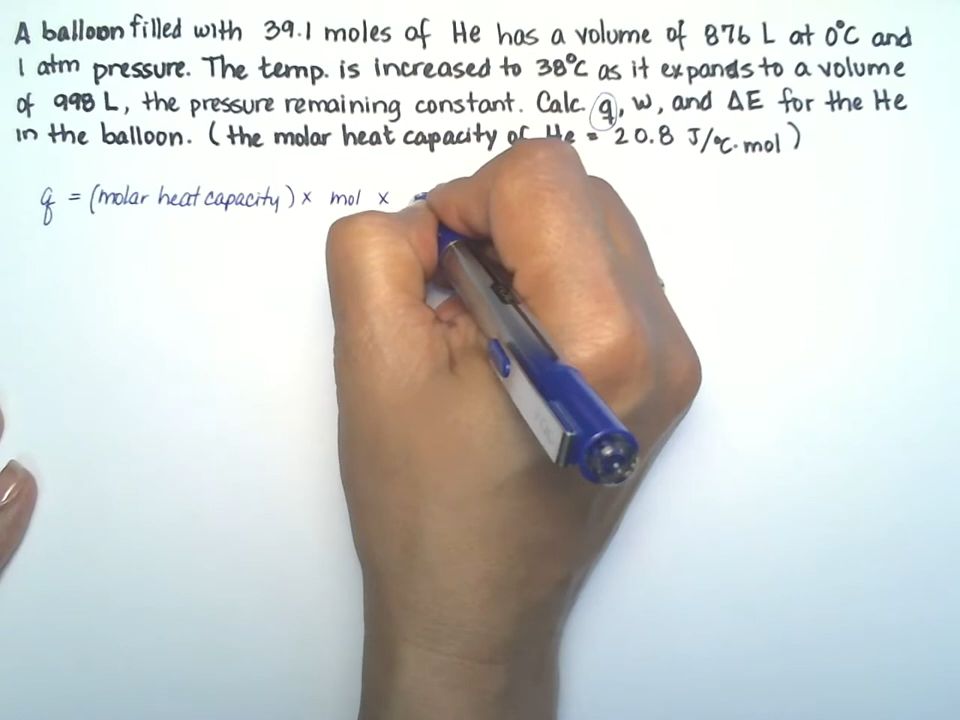 A balloon filled with 39.1 moles of He has a volume of 876 L at 0°C and
1 atm pressure. The temp. is increased to 38°C as it expands to a volume
of 998 L, the pressure remaining constant. Calc. q, w, and ΔE for the He
in the balloon. (the molar heat capacity of He = 20.8 J/°C·mol)
q = (molar heat capacity) x mol x